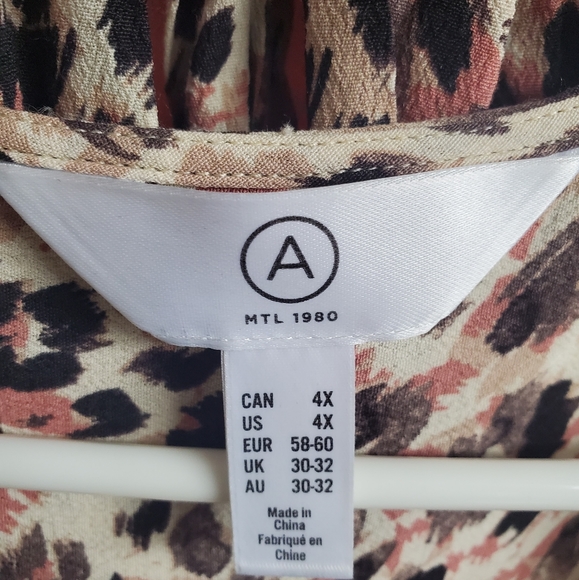 A
MTL 1980
CAN 4X
US 4X
EUR 58-60
UK 30-32
AU 30-32
Made in
China
Fabriqué en
Chine